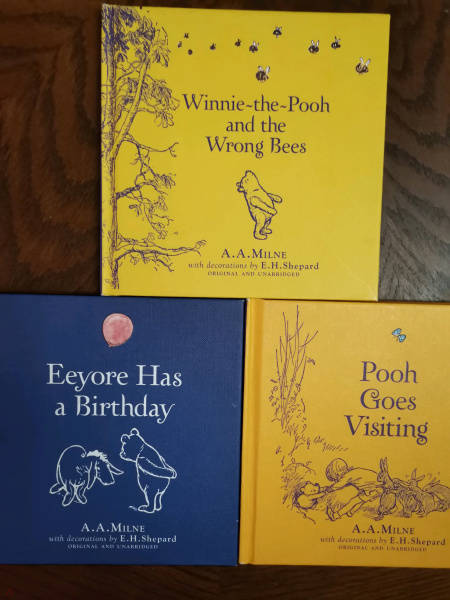 Winnie-the-Pooh
and the
Wrong Bees
A.A.MILNE
with decorations by E.H.Shepard
ORIGINAL AND UNABRIDGED
Eeyore Has
a Birthday
A.A.MILNE
with decorations by E.H.Shepard
ORIGINAL AND UNABRIDGED
Pooh
Goes
Visiting
A.A.MILNE
with decorations by E.H.Shepard
ORIGINAL AND UNABRIDGED